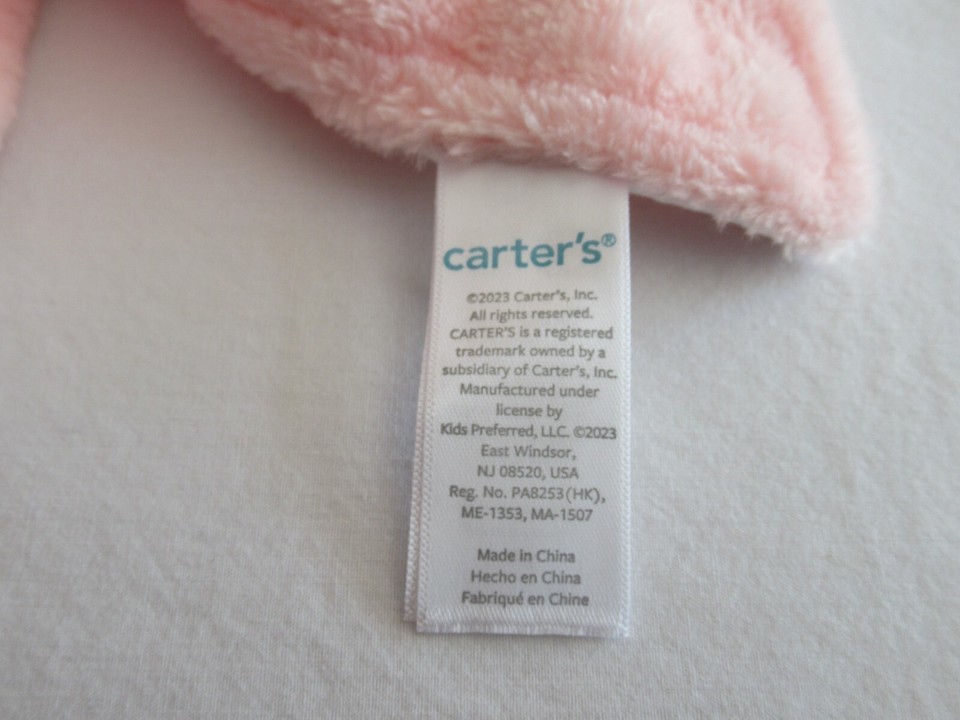 carter's®
©2023 Carter's, Inc.
All rights reserved.
CARTER'S is a registered
trademark owned by a
subsidiary of Carter's, Inc.
Manufactured under
license by
Kids Preferred, LLC. ©2023
East Windsor,
NJ 08520, USA
Reg. No. PA8253(HK),
ME-1353, MA-1507
Made in China
Hecho en China
Fabriqué en Chine